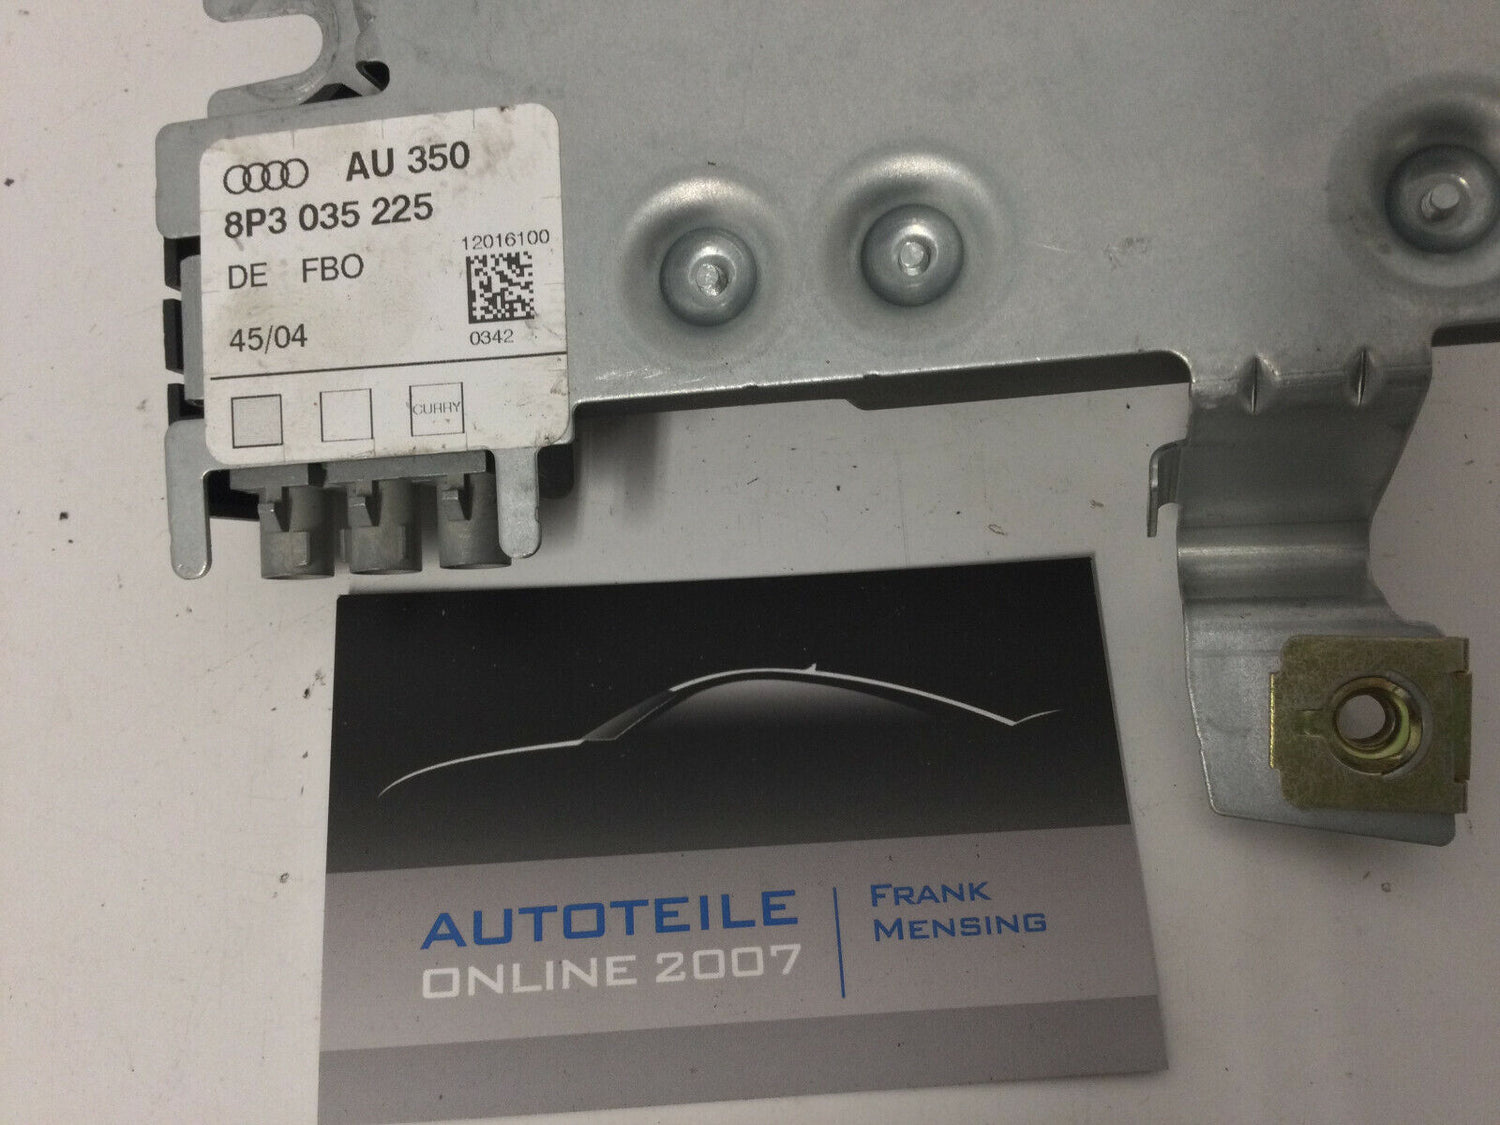 AU 350
8P3 035 225
12016100
DE FBO
45/04
0342
CURRY
AUTOTEILE
ONLINE 2007
FRANK
MENSING